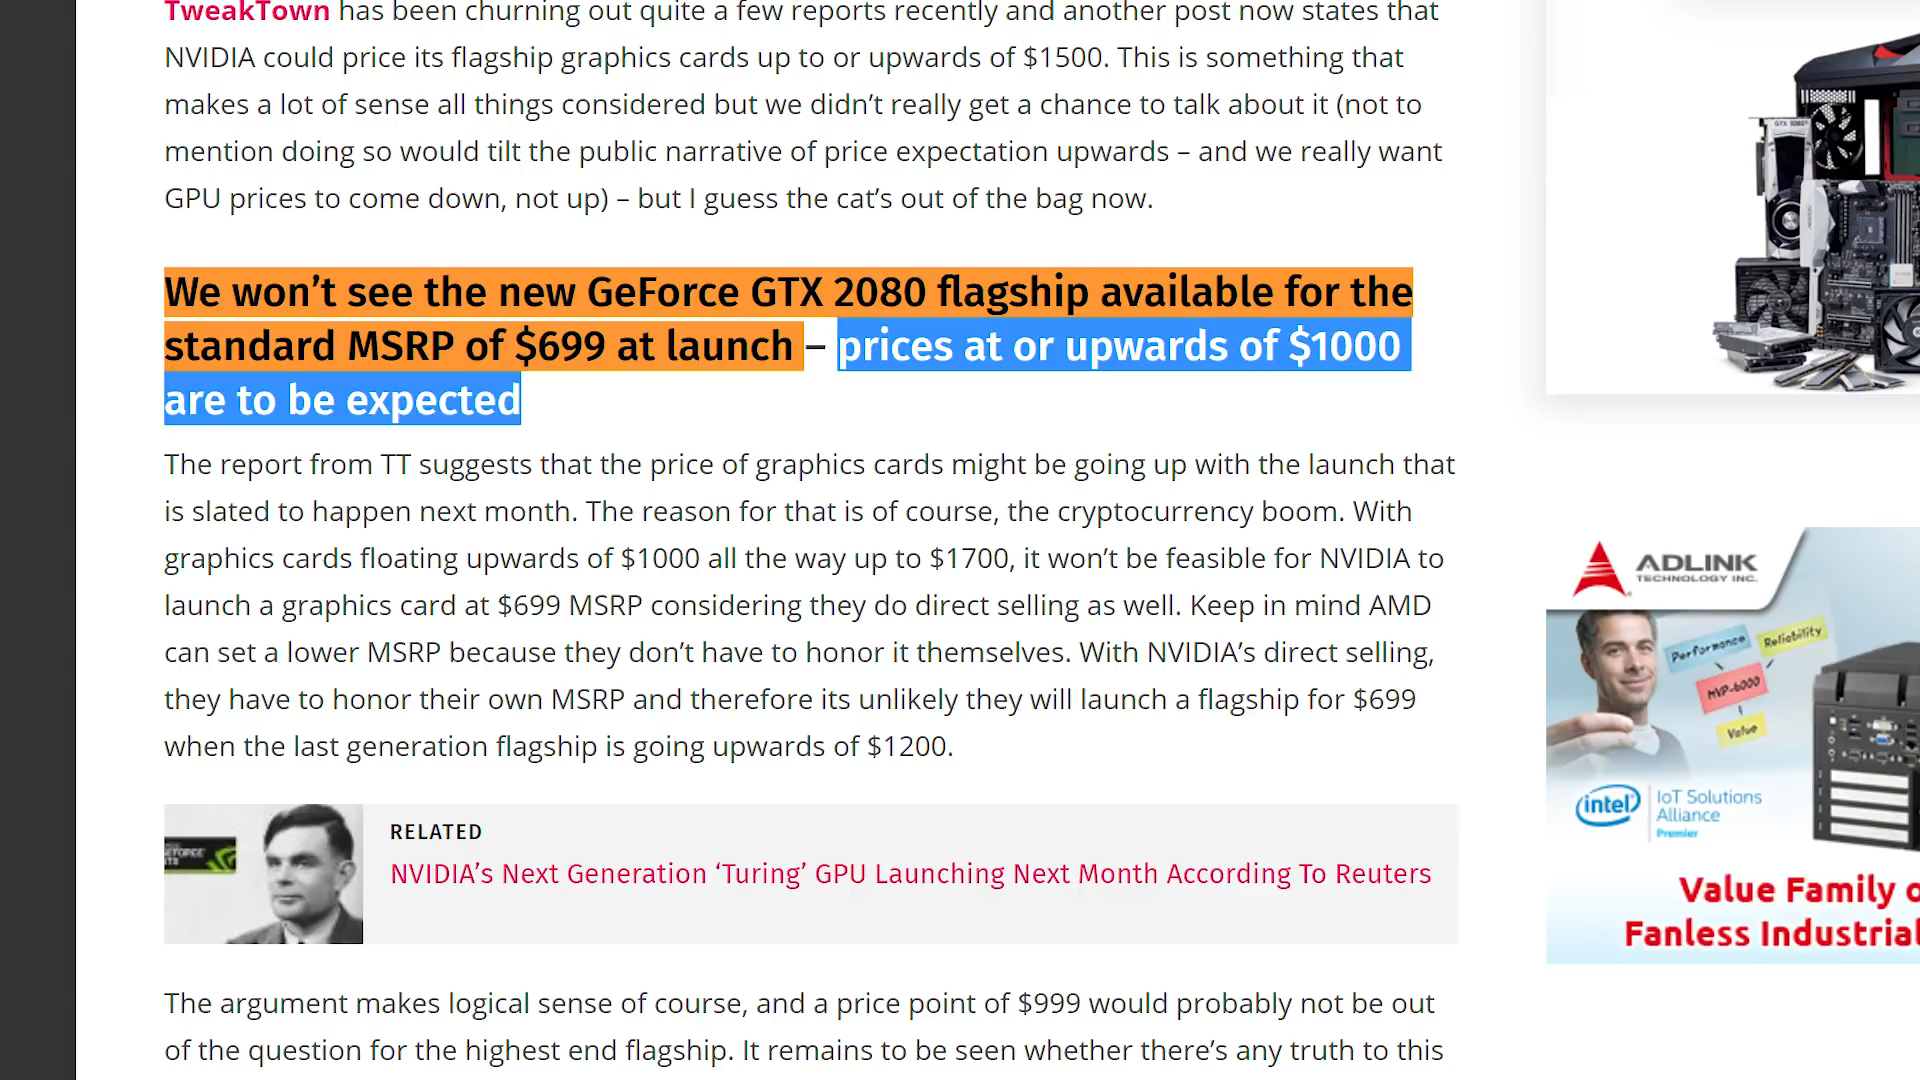 TweakTown has been churning out quite a few reports recently and another post now states that
NVIDIA could price its flagship graphics cards up to or upwards of $1500. This is something that
makes a lot of sense all things considered but we didn’t really get a chance to talk about it (not to
mention doing so would tilt the public narrative of price expectation upwards – and we really want
GPU prices to come down, not up) – but I guess the cat’s out of the bag now.
We won’t see the new GeForce GTX 2080 flagship available for the
standard MSRP of $699 at launch – prices at or upwards of $1000
are to be expected
The report from TT suggests that the price of graphics cards might be going up with the launch that
is slated to happen next month. The reason for that is of course, the cryptocurrency boom. With
graphics cards floating upwards of $1000 all the way up to $1700, it won’t be feasible for NVIDIA to
launch a graphics card at $699 MSRP considering they do direct selling as well. Keep in mind AMD
can set a lower MSRP because they don’t have to honor it themselves. With NVIDIA’s direct selling,
they have to honor their own MSRP and therefore its unlikely they will launch a flagship for $699
when the last generation flagship is going upwards of $1200.
RELATED
NVIDIA’s Next Generation ‘Turing’ GPU Launching Next Month According To Reuters
The argument makes logical sense of course, and a price point of $999 would probably not be out
of the question for the highest end flagship. It remains to be seen whether there’s any truth to this
ADLINK
TECHNOLOGY INC.
Performance
Reliability
MVP-6000
Value
intel
IoT Solutions
Alliance
Premier
Value Family
Fanless Industrial